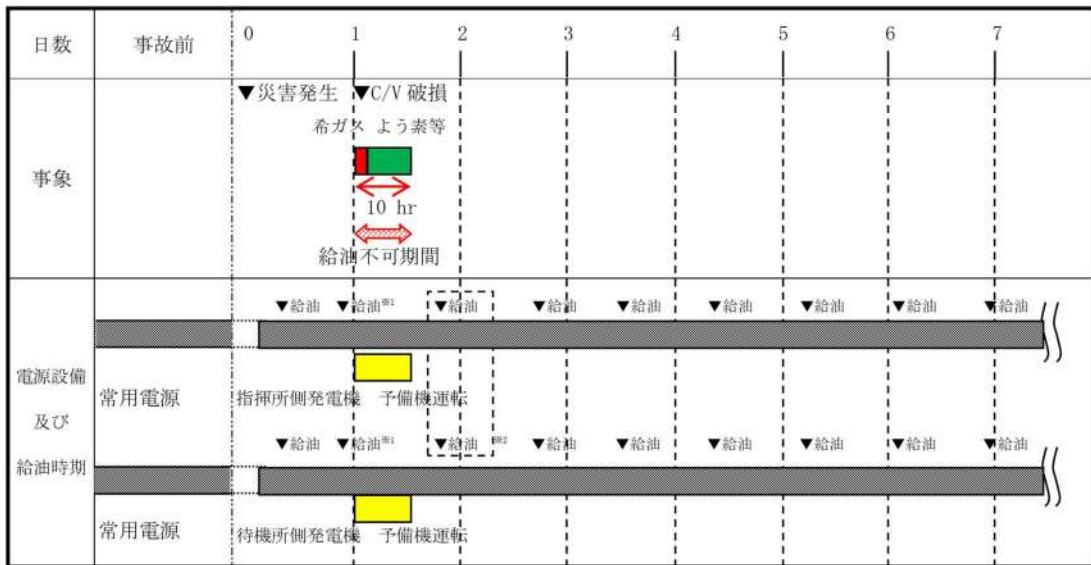 日数 事故前 0 1 2 3 4 5 6 7
▼災害発生 ▼C/V 破損
希ガス よう素等
事象
10 hr
給油不可期間
▼給油 ▼給油※1 ▼給油 ▼給油 ▼給油 ▼給油 ▼給油 ▼給油 ▼給油
電源設備
及び
給油時期
常用電源 指揮所側発電機 予備機運転
▼給油 ▼給油※1 ▼給油 ※2 ▼給油 ▼給油 ▼給油 ▼給油 ▼給油 ▼給油
常用電源 待機所側発電機 予備機運転